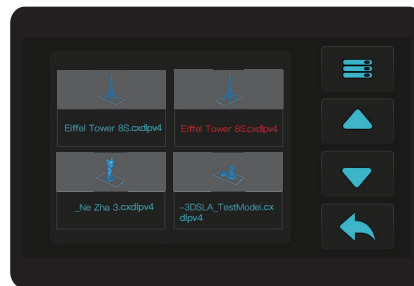 Eiffel Tower 8S.cxdlpv4
Eiffel Tower 8S.cxdlpv4
_Ne Zha 3.cxdlpv4
-3DSLA_TestModel.cx
dlpv4